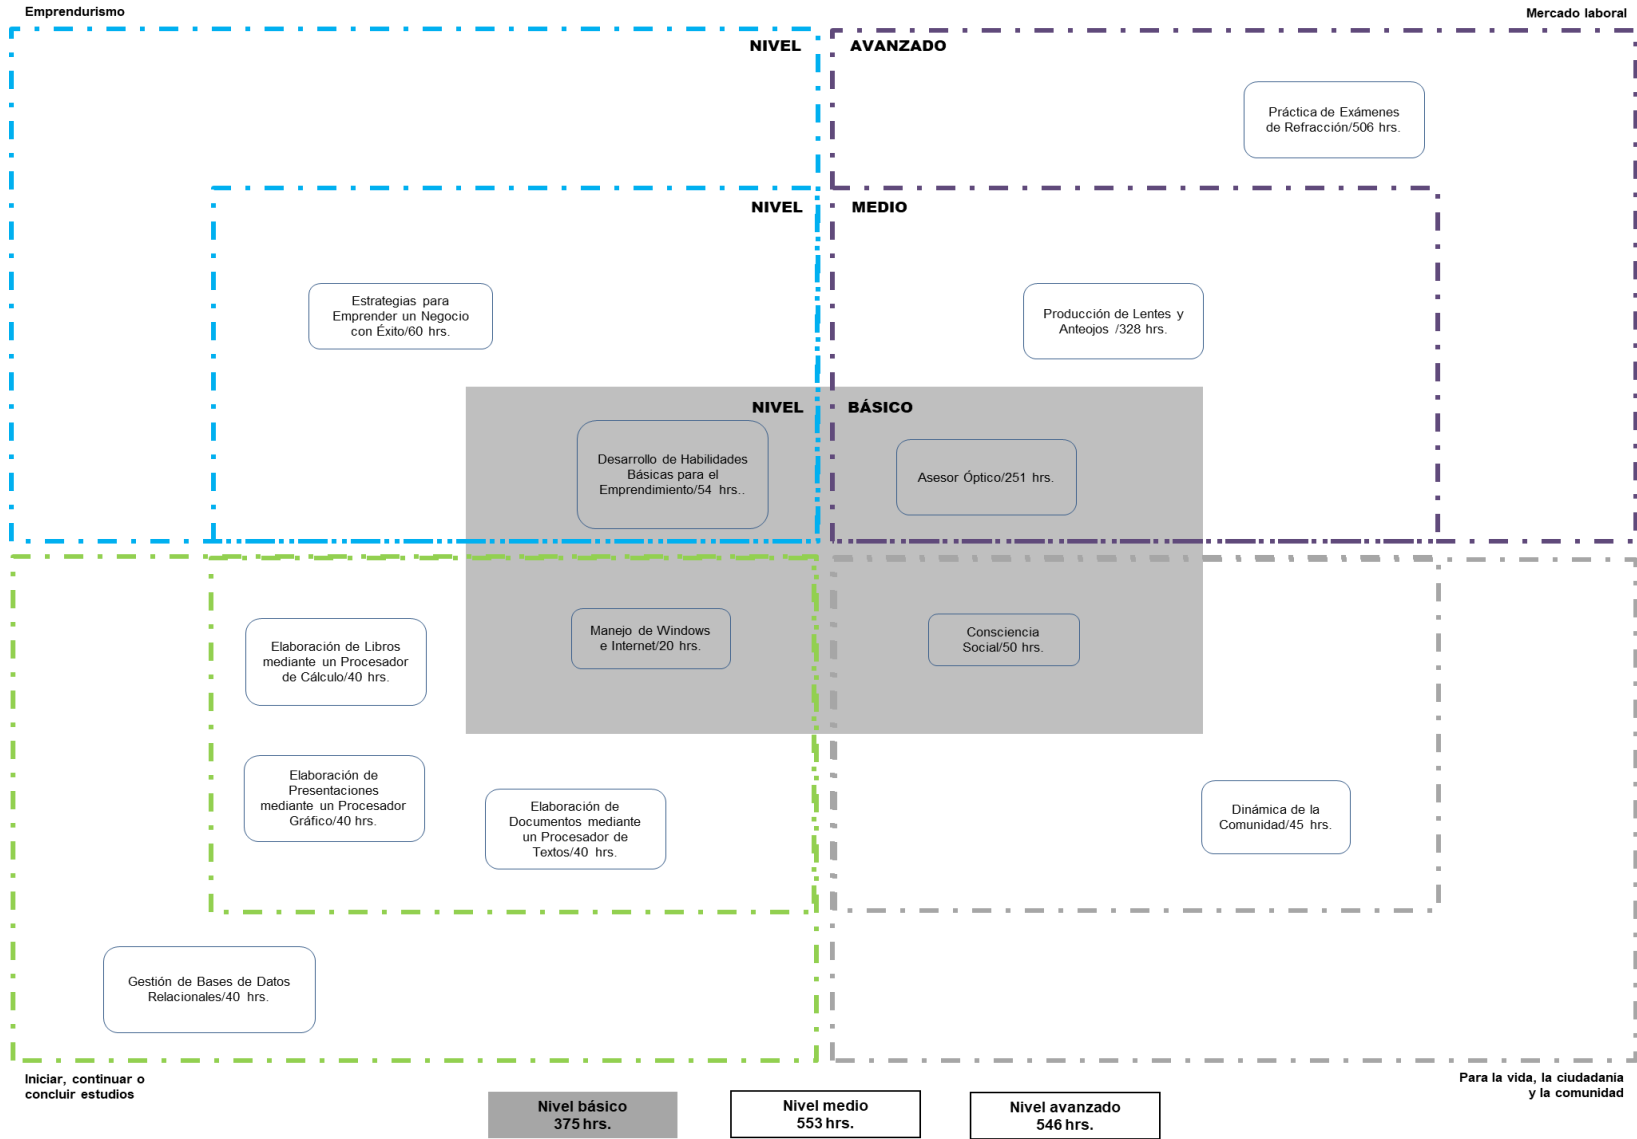 Emprendurismo
Mercado laboral
NIVEL AVANZADO
Práctica de Exámenes
de Refracción/506 hrs.
NIVEL MEDIO
Estrategias para
Emprender un Negocio
con Éxito/60 hrs.
Producción de Lentes y
Anteojos /328 hrs.
NIVEL BÁSICO
Desarrollo de Habilidades
Básicas para el
Emprendimiento/54 hrs..
Asesor Óptico/251 hrs.
Elaboración de Libros
mediante un Procesador
de Cálculo/40 hrs.
Manejo de Windows
e Internet/20 hrs.
Consciencia
Social/50 hrs.
Elaboración de
Presentaciones
mediante un Procesador
Gráfico/40 hrs.
Elaboración de
Documentos mediante
un Procesador de
Textos/40 hrs.
Dinámica de la
Comunidad/45 hrs.
Gestión de Bases de Datos
Relacionales/40 hrs.
Iniciar, continuar o
concluir estudios
Para la vida, la ciudadanía
y la comunidad
Nivel básico
375 hrs.
Nivel medio
553 hrs.
Nivel avanzado
546 hrs.